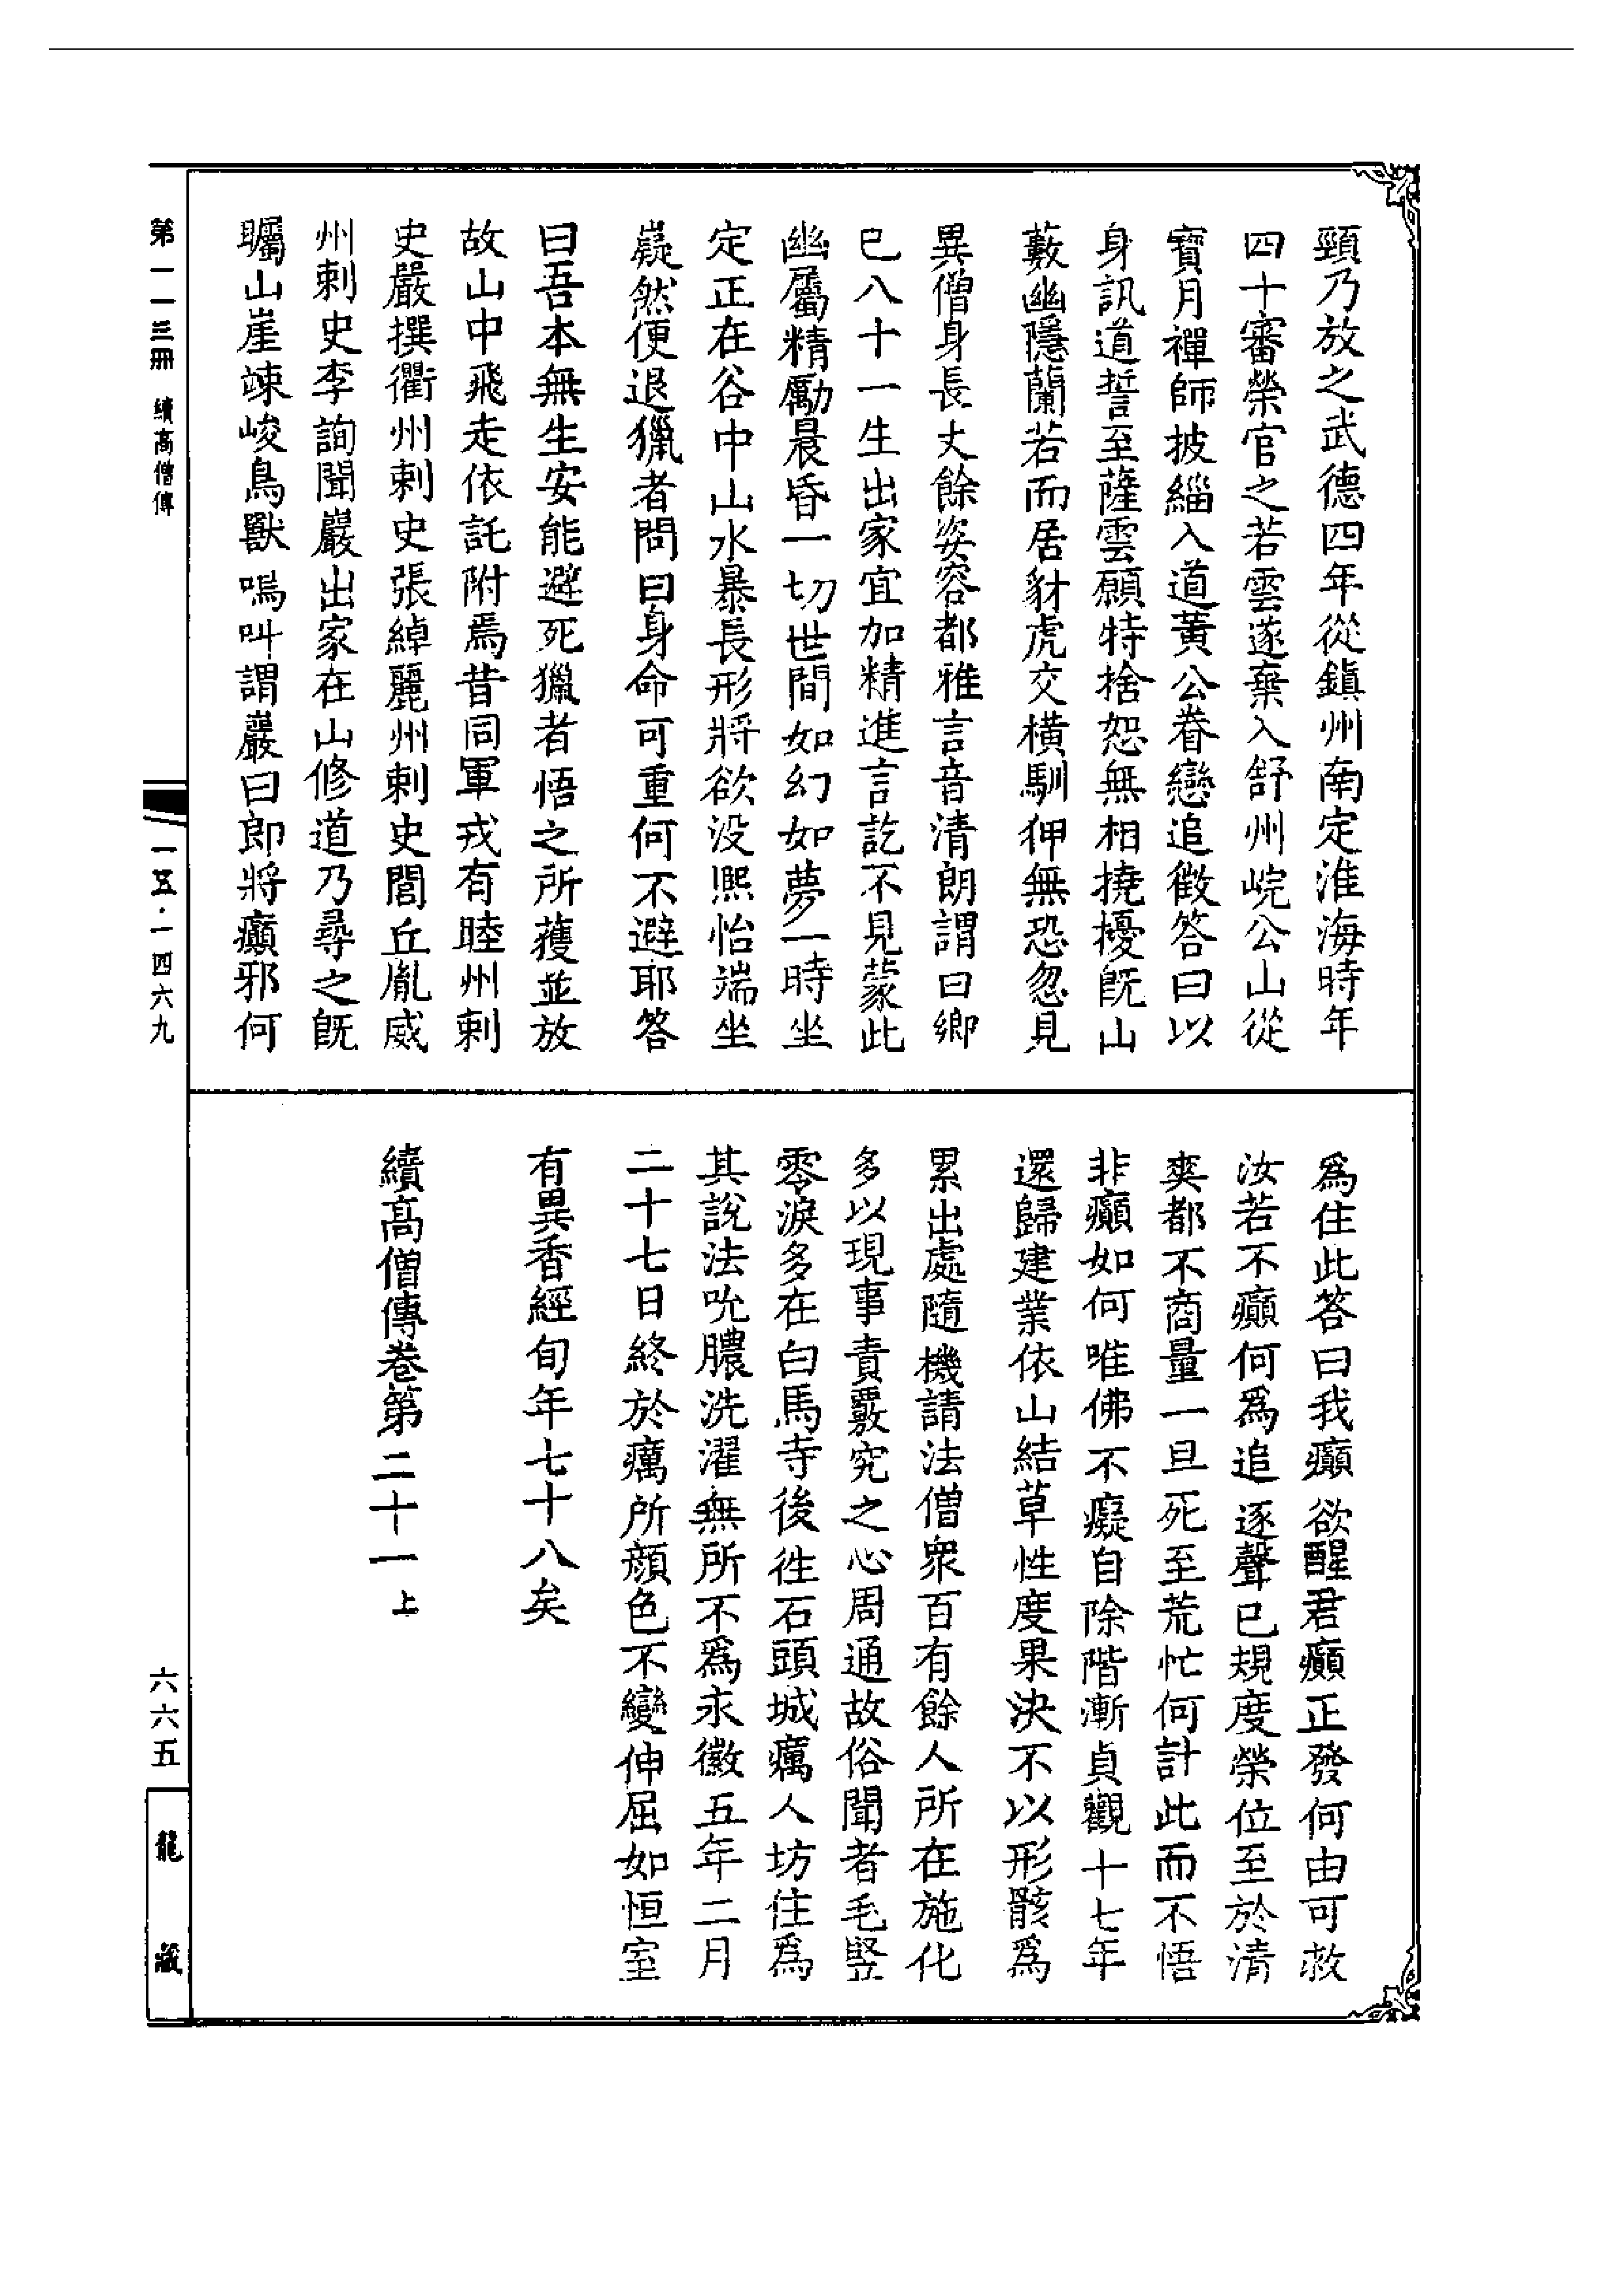 頸乃放之武德四年從鎮州南定淮海時年
四十審榮官之若雲遂棄入舒州皖公山從
寶月禪師披緇入道黃公眷戀追徵答曰以
身訊道誓至薩雲願特捨恕無相撓擾旣山
藪幽隱蘭若而居豺虎交橫馴狎無恐忽見
異僧身長丈餘姿容都雅言音清朗謂曰卿
已八十一生出家宜加精進言訖不見蒙此
幽屬精勵晨昏一切世間如幻如夢一時坐
定正在谷中山水暴長形將欲没熙怡端坐
嶷然便退獵者問曰身命可重何不避耶答
曰吾本無生安能避死獵者悟之所獲並放
故山中飛走依託附焉昔同軍戎有睦州刺
史嚴撰衢州刺史張綽麗州刺史閭丘胤威
州刺史李詢聞巖出家在山修道乃尋之旣
矚山崖竦峻鳥獸鳴叫謂巖曰郎將癲邪何
爲住此答曰我癲欲醒君癲正發何由可救
汝若不癲何爲追逐聲色規度榮位至於清
爽都不商量一旦死至荒忙何計此而不悟
非癲如何唯佛不癡自除階漸貞觀十七年
還歸建業依山結草性度果決不以形骸爲
累出處隨機請法僧衆百有餘人所在施化
多以現事責覈究之心周通故俗聞者毛豎
零淚多在白馬寺後徃石頭城癘人坊住爲
其說法吮膿洗濯無所不爲永徽五年二月
二十七日終於癘所顏色不變伸屈如恒室
有異香經旬年七十八矣
續高僧傳卷第二十一上
第一一三冊 續高僧傳
一五·一四六九
六六五
龍藏